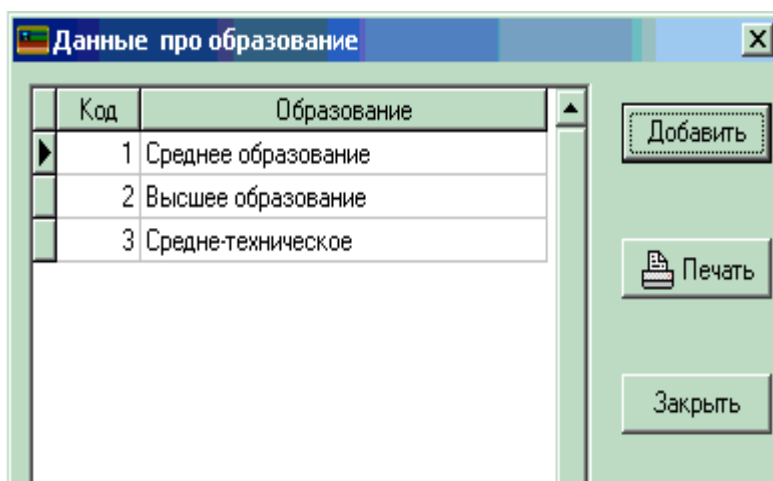 Данные про образование
Код Образование
1 Среднее образование
2 Высшее образование
3 Средне-техническое
Добавить
Печать
Закрыть